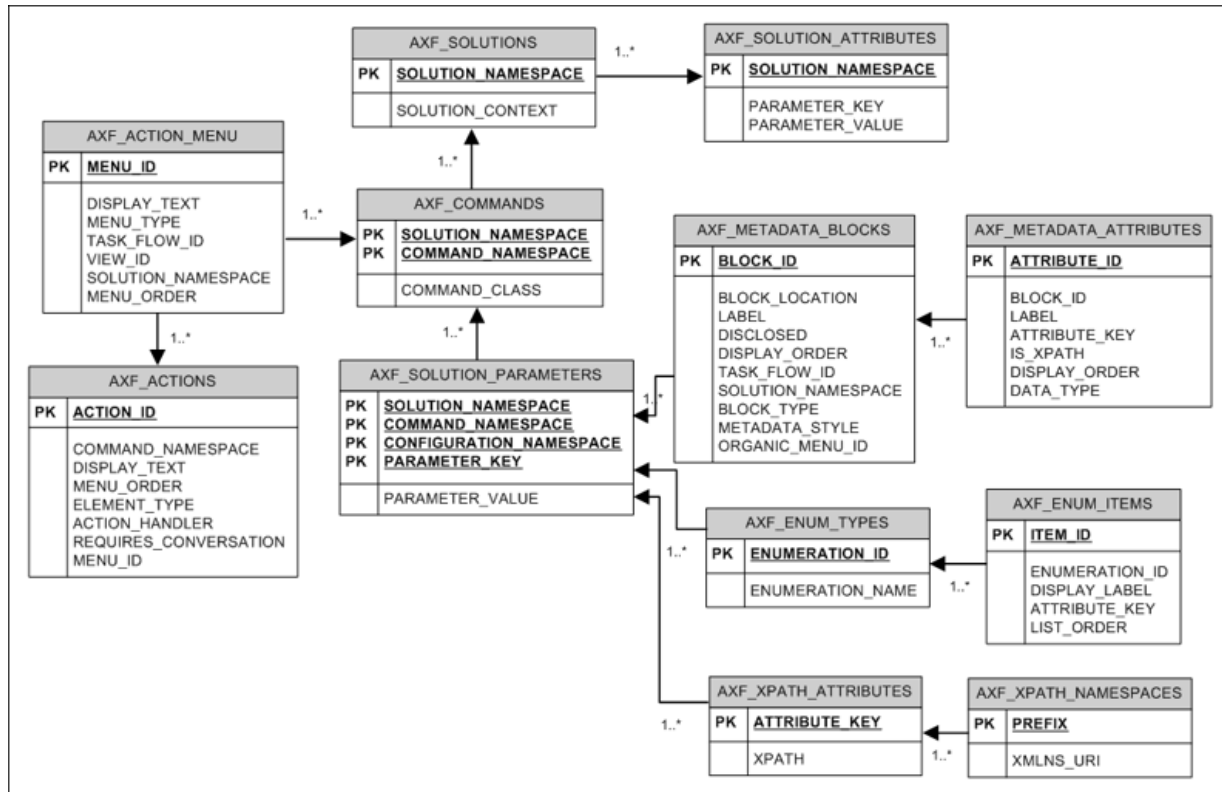 AXF_SOLUTIONS
PK SOLUTION_NAMESPACE
SOLUTION_CONTEXT
1..*
AXF_SOLUTION_ATTRIBUTES
PK SOLUTION_NAMESPACE
PARAMETER_KEY
PARAMETER_VALUE
AXF_ACTION_MENU
PK MENU_ID
DISPLAY_TEXT
MENU_TYPE
TASK_FLOW_ID
VIEW_ID
SOLUTION_NAMESPACE
MENU_ORDER
1..*
1..*
AXF_COMMANDS
PK SOLUTION_NAMESPACE
PK COMMAND_NAMESPACE
COMMAND_CLASS
1..*
1..*
AXF_ACTIONS
PK ACTION_ID
COMMAND_NAMESPACE
DISPLAY_TEXT
MENU_ORDER
ELEMENT_TYPE
ACTION_HANDLER
REQUIRES_CONVERSATION
MENU_ID
AXF_SOLUTION_PARAMETERS
PK SOLUTION_NAMESPACE
PK COMMAND_NAMESPACE
PK CONFIGURATION_NAMESPACE
PK PARAMETER_KEY
PARAMETER_VALUE
1..*
AXF_METADATA_BLOCKS
PK BLOCK_ID
BLOCK_LOCATION
LABEL
DISCLOSED
DISPLAY_ORDER
TASK_FLOW_ID
SOLUTION_NAMESPACE
BLOCK_TYPE
METADATA_STYLE
ORGANIC_MENU_ID
1..*
AXF_METADATA_ATTRIBUTES
PK ATTRIBUTE_ID
BLOCK_ID
LABEL
ATTRIBUTE_KEY
IS_XPATH
DISPLAY_ORDER
DATA_TYPE
1..*
AXF_ENUM_TYPES
PK ENUMERATION_ID
ENUMERATION_NAME
1..*
AXF_ENUM_ITEMS
PK ITEM_ID
ENUMERATION_ID
DISPLAY_LABEL
ATTRIBUTE_KEY
LIST_ORDER
1..*
AXF_XPATH_ATTRIBUTES
PK ATTRIBUTE_KEY
XPATH
1..*
AXF_XPATH_NAMESPACES
PK PREFIX
XMLNS_URI